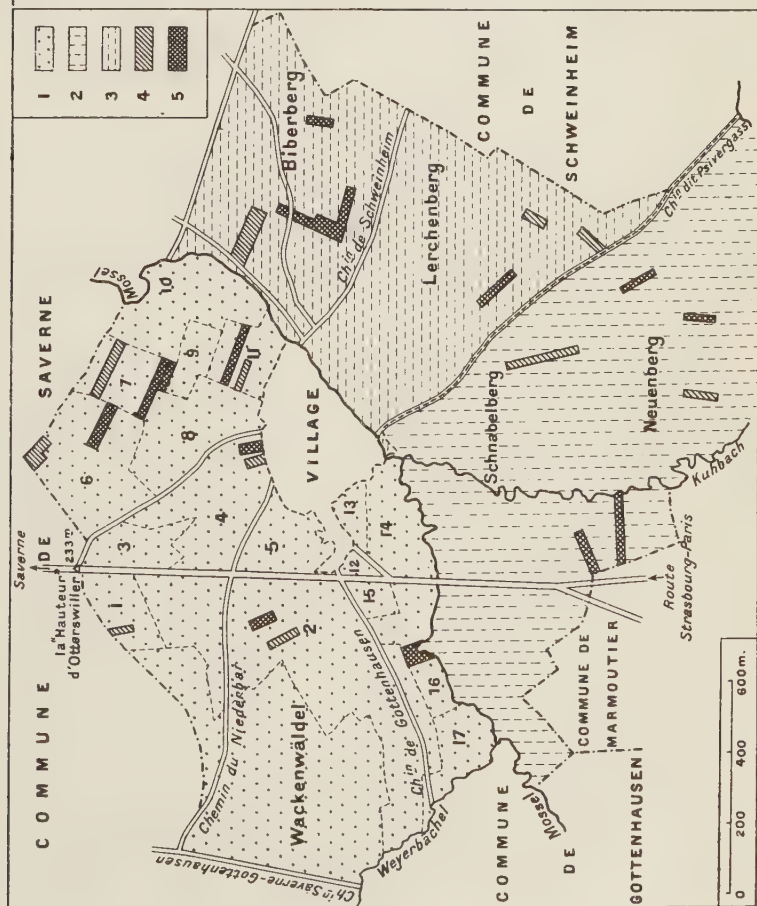 1
2
3
4
5
Saverne
COMMUNE DE SAVERNE
la "Hauteur"
d'Otterswiller
233m
Mossel
10
Biberberg
Ch.in de Schweinheim
Lerchenberg
COMMUNE
DE
SCHWEINHEIM
Ch.in dit Psivergass
1
2
3
4
5
6
7
8
9
11
12
13
14
15
16
17
VILLAGE
Chemin du Niederbar
Wackenwäldel
Ch.in Saverne-Gottenhausen
Ch.in de Gottenhausen
Weyerbächel
Schnabelberg
Neuenberg
Kuhbach
Route
Strasbourg-Paris
COMMUNE DE
MARMOUTIER
Mossel
COMMUNE
DE
GOTTENHAUSEN
0 200 400 600m.